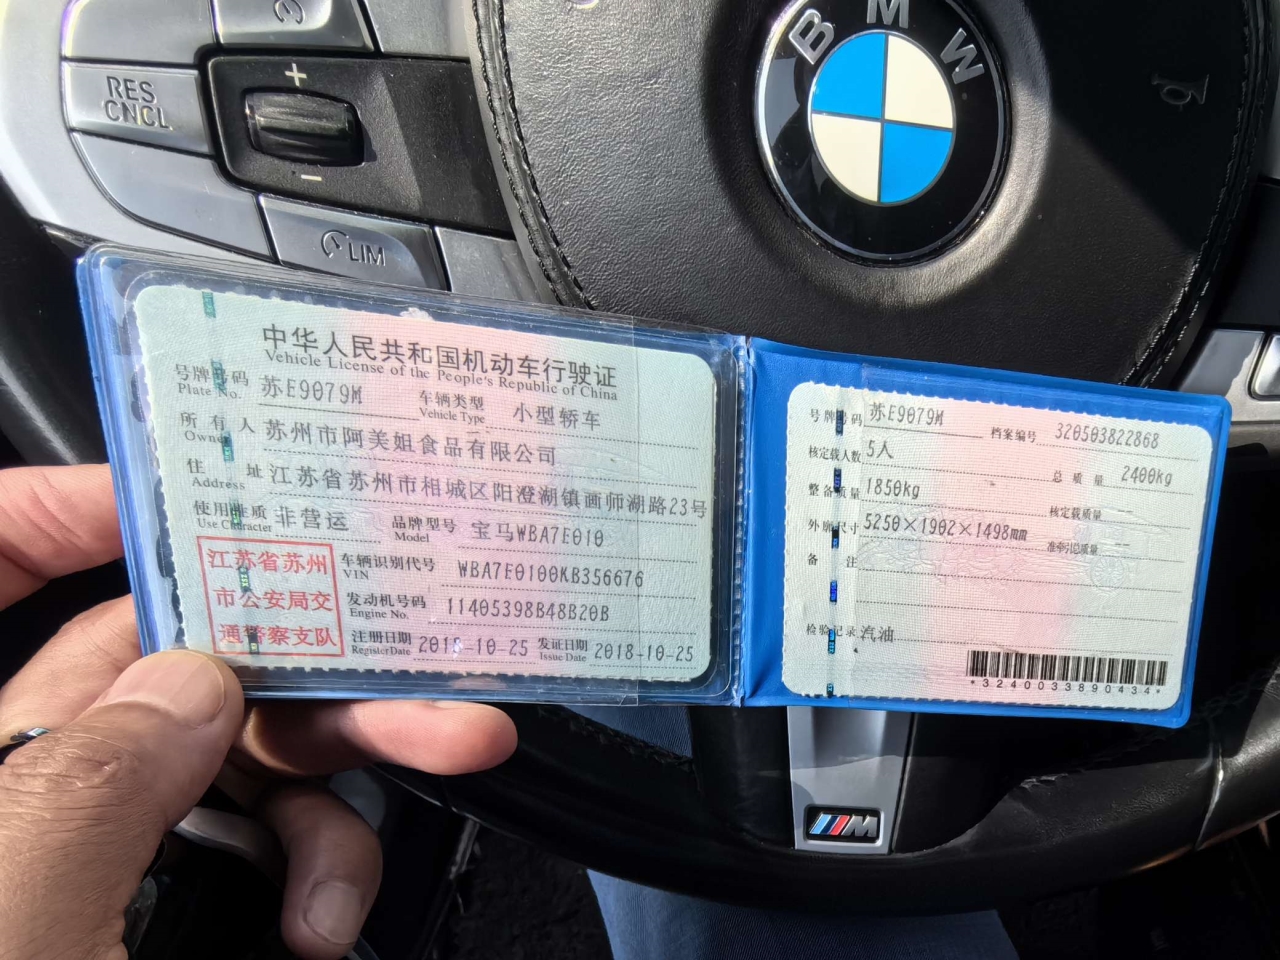 RES
CNCL
+
−
LIM
BMW
中华人民共和国机动车行驶证
Vehicle License of the People's Republic of China
号牌号码 苏E9079M 车辆类型 小型轿车
Plate No. Vehicle Type
所有人 苏州市阿美姐食品有限公司
Owner
住址 江苏省苏州市相城区阳澄湖镇画师湖路23号
Address
使用性质 非营运 品牌型号 宝马WBA7E010
Use Character Model
江苏省苏州
市公安局交
通警察支队
车辆识别代号 WBA7E0100KB356676
VIN
发动机号码 11405398B48B20B
Engine No.
注册日期 2018-10-25 发证日期 2018-10-25
Register Date Issue Date
号牌号码 苏E9079M 档案编号 320503822868
核定载人数 5人 总质量 2400kg
整备质量 1850kg 核定载质量 --
外廓尺寸 5250×1902×1498mm 准牵引总质量 --
备注
检验记录 汽油
*3240033890434*
M